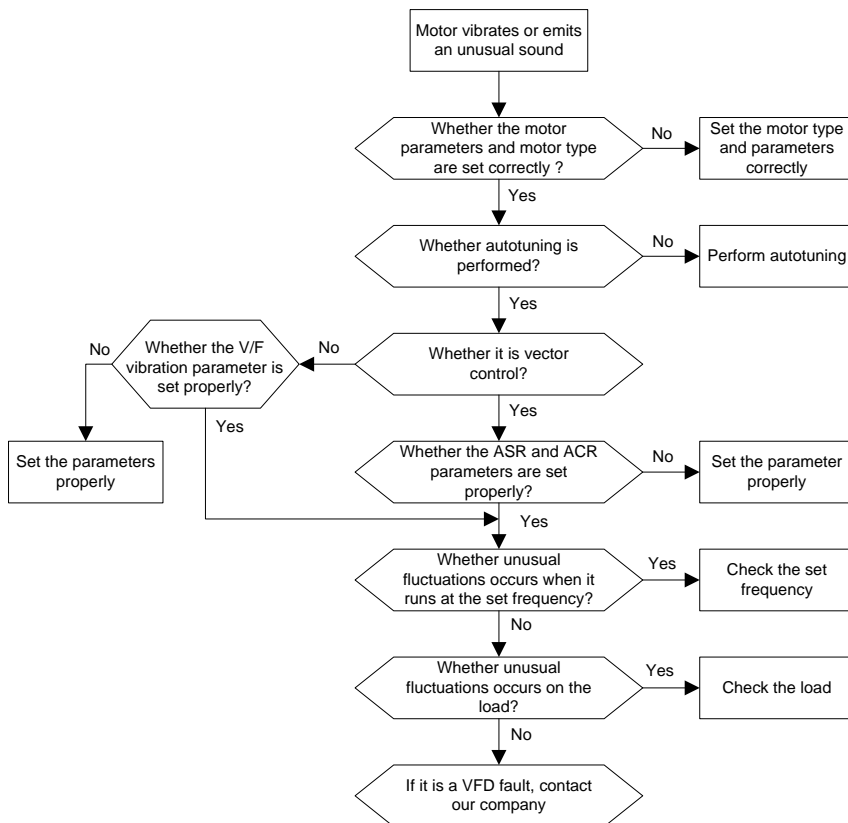 Motor vibrates or emits
an unusual sound
Whether the motor
parameters and motor type
are set correctly ?
No
Set the motor type
and parameters
correctly
Yes
Whether autotuning is
performed?
No
Perform autotuning
Yes
No
Whether the V/F
vibration parameter is
set properly?
No
Whether it is vector
control?
Yes
Yes
Set the parameters
properly
Whether the ASR and ACR
parameters are set
properly?
No
Set the parameter
properly
Yes
Whether unusual
fluctuations occurs when it
runs at the set frequency?
Yes
Check the set
frequency
No
Whether unusual
fluctuations occurs on the
load?
Yes
Check the load
No
If it is a VFD fault, contact
our company